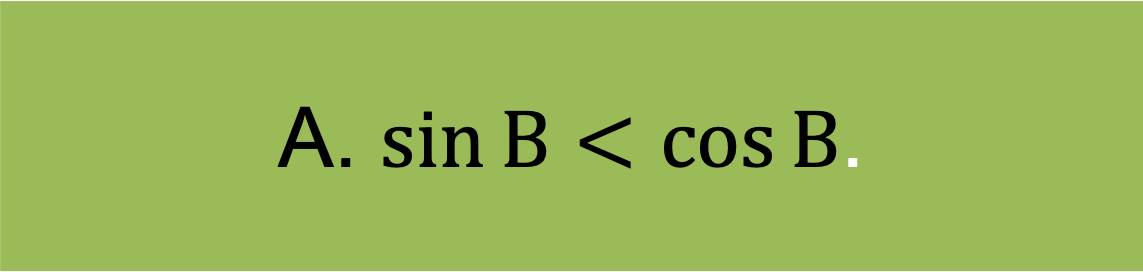 A. sin B < cos B.